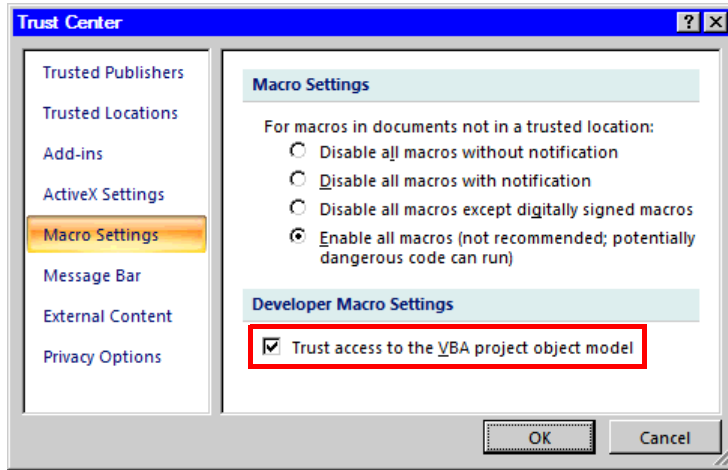 Trust Center
Trusted Publishers
Trusted Locations
Add-ins
ActiveX Settings
Macro Settings
Message Bar
External Content
Privacy Options
Macro Settings
For macros in documents not in a trusted location:
Disable all macros without notification
Disable all macros with notification
Disable all macros except digitally signed macros
Enable all macros (not recommended; potentially
dangerous code can run)
Developer Macro Settings
Trust access to the VBA project object model
OK
Cancel